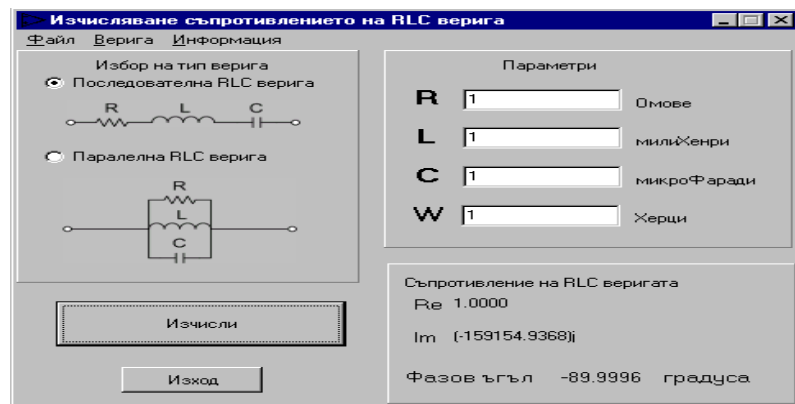 Изчисляване съпротивлението на RLC верига
Файл Верига Информация
Избор на тип верига
Последователна RLC верига
R L C
Паралелна RLC верига
R
L
C
Изчисли
Изход
Параметри
R 1 Омове
L 1 милиХенри
C 1 микроФаради
W 1 Херци
Съпротивление на RLC веригата
Re 1.0000
Im (-159154.9368)j
Фазов ъгъл -89.9996 градуса